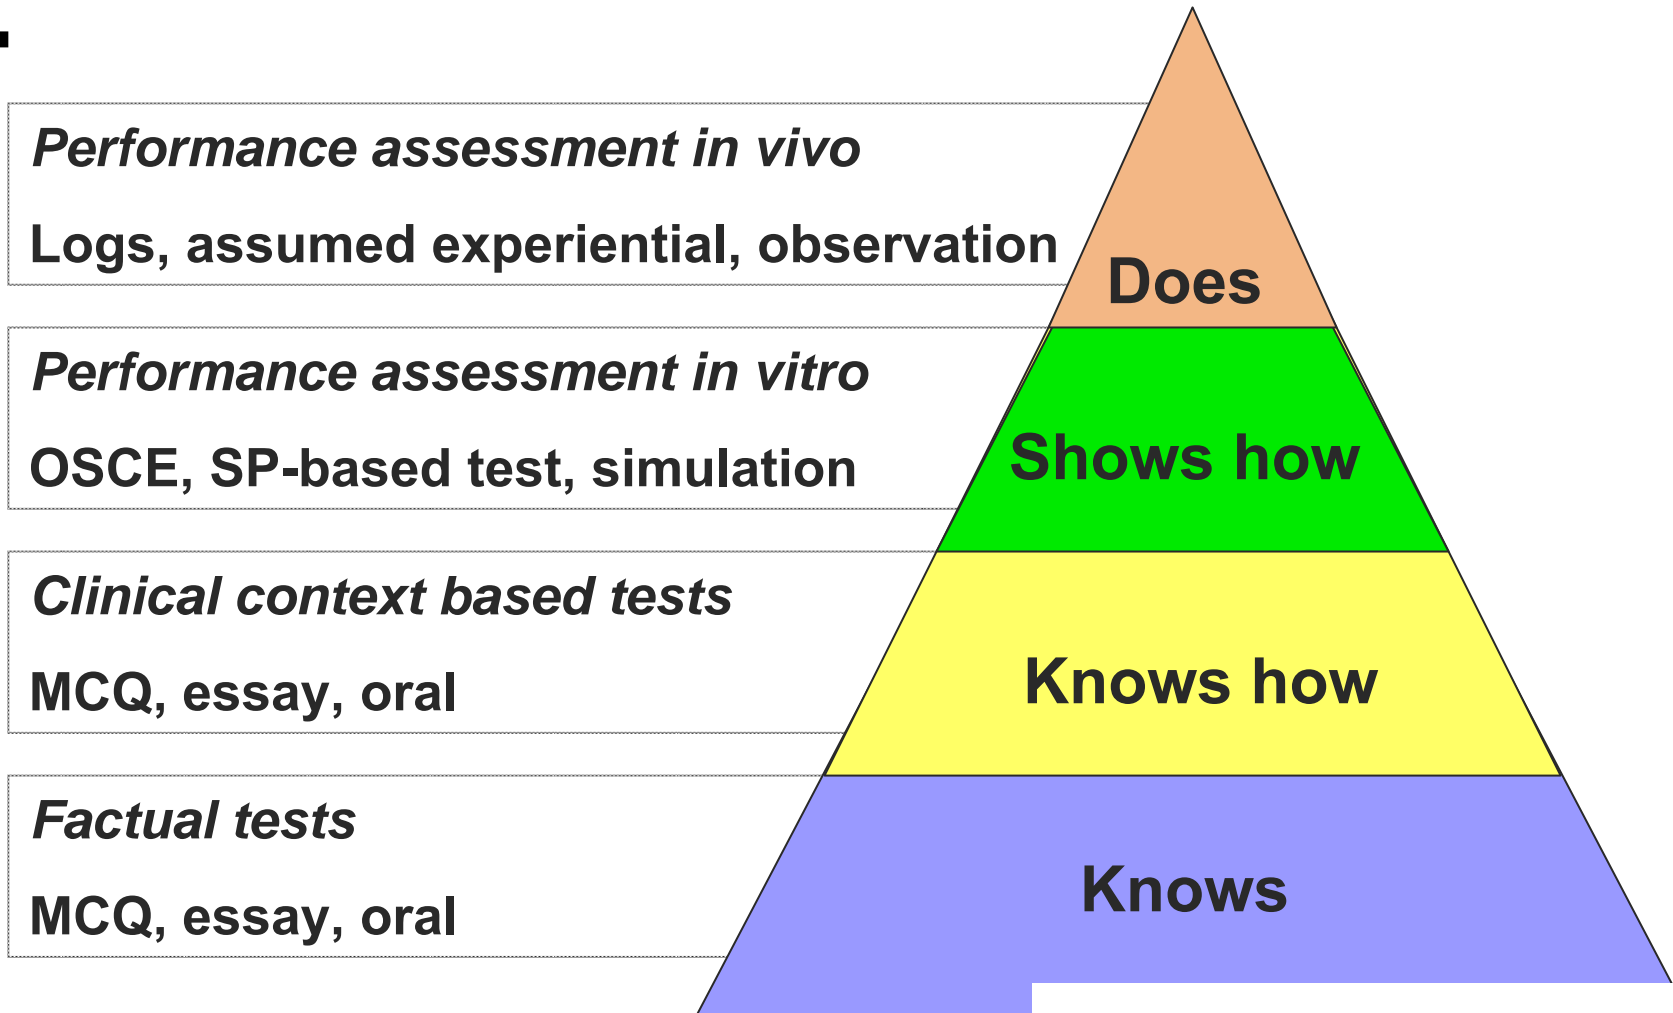 Performance assessment in vivo
Logs, assumed experiential, observation
Does
Performance assessment in vitro
OSCE, SP-based test, simulation
Shows how
Clinical context based tests
MCQ, essay, oral
Knows how
Factual tests
MCQ, essay, oral
Knows